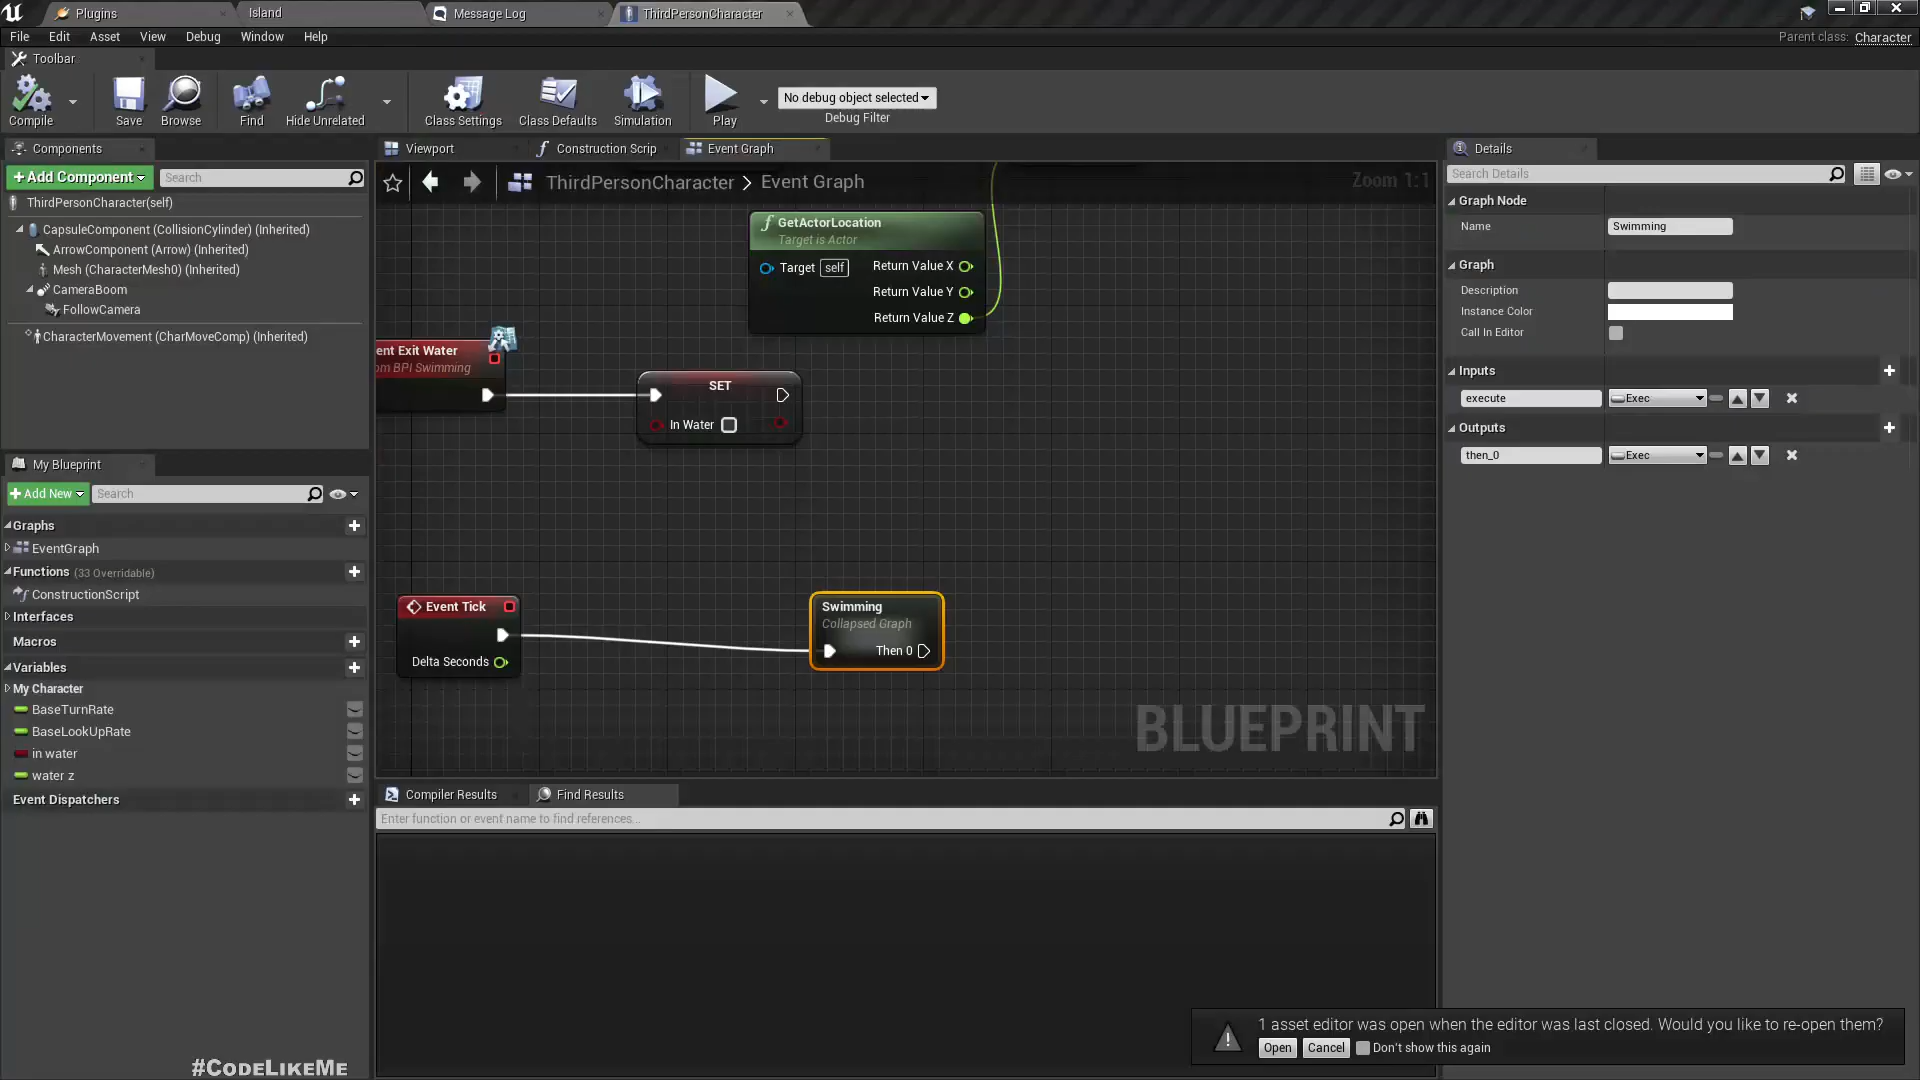 Plugins
Island
Message Log
ThirdPersonCharacter
File
Edit
Asset
View
Debug
Window
Help
Parent class:
Character
Toolbar
Compile
Save
Browse
Find
Hide Unrelated
Class Settings
Class Defaults
Simulation
Play
No debug object selected
Debug Filter
Components
+Add Component
Search
ThirdPersonCharacter(self)
CapsuleComponent (CollisionCylinder) (Inherited)
ArrowComponent (Arrow) (Inherited)
Mesh (CharacterMesh0) (Inherited)
CameraBoom
FollowCamera
CharacterMovement (CharMoveComp) (Inherited)
My Blueprint
+Add New
Search
Graphs
EventGraph
Functions (33 Overridable)
ConstructionScript
Interfaces
Macros
Variables
My Character
BaseTurnRate
BaseLookUpRate
in water
water z
Event Dispatchers
#CodeLikeMe
Viewport
Construction Scrip
Event Graph
ThirdPersonCharacter > Event Graph
Zoom 1:1
GetActorLocation
Target is Actor
Target self
Return Value X
Return Value Y
Return Value Z
ent Exit Water
om BPI Swimming
SET
In Water
Event Tick
Delta Seconds
Swimming
Collapsed Graph
Then 0
BLUEPRINT
Compiler Results
Find Results
Enter function or event name to find references...
Details
Search Details
Graph Node
Name
Swimming
Graph
Description
Instance Color
Call In Editor
Inputs
execute
Exec
Outputs
then_0
Exec
1 asset editor was open when the editor was last closed. Would you like to re-open them?
Open
Cancel
Don't show this again